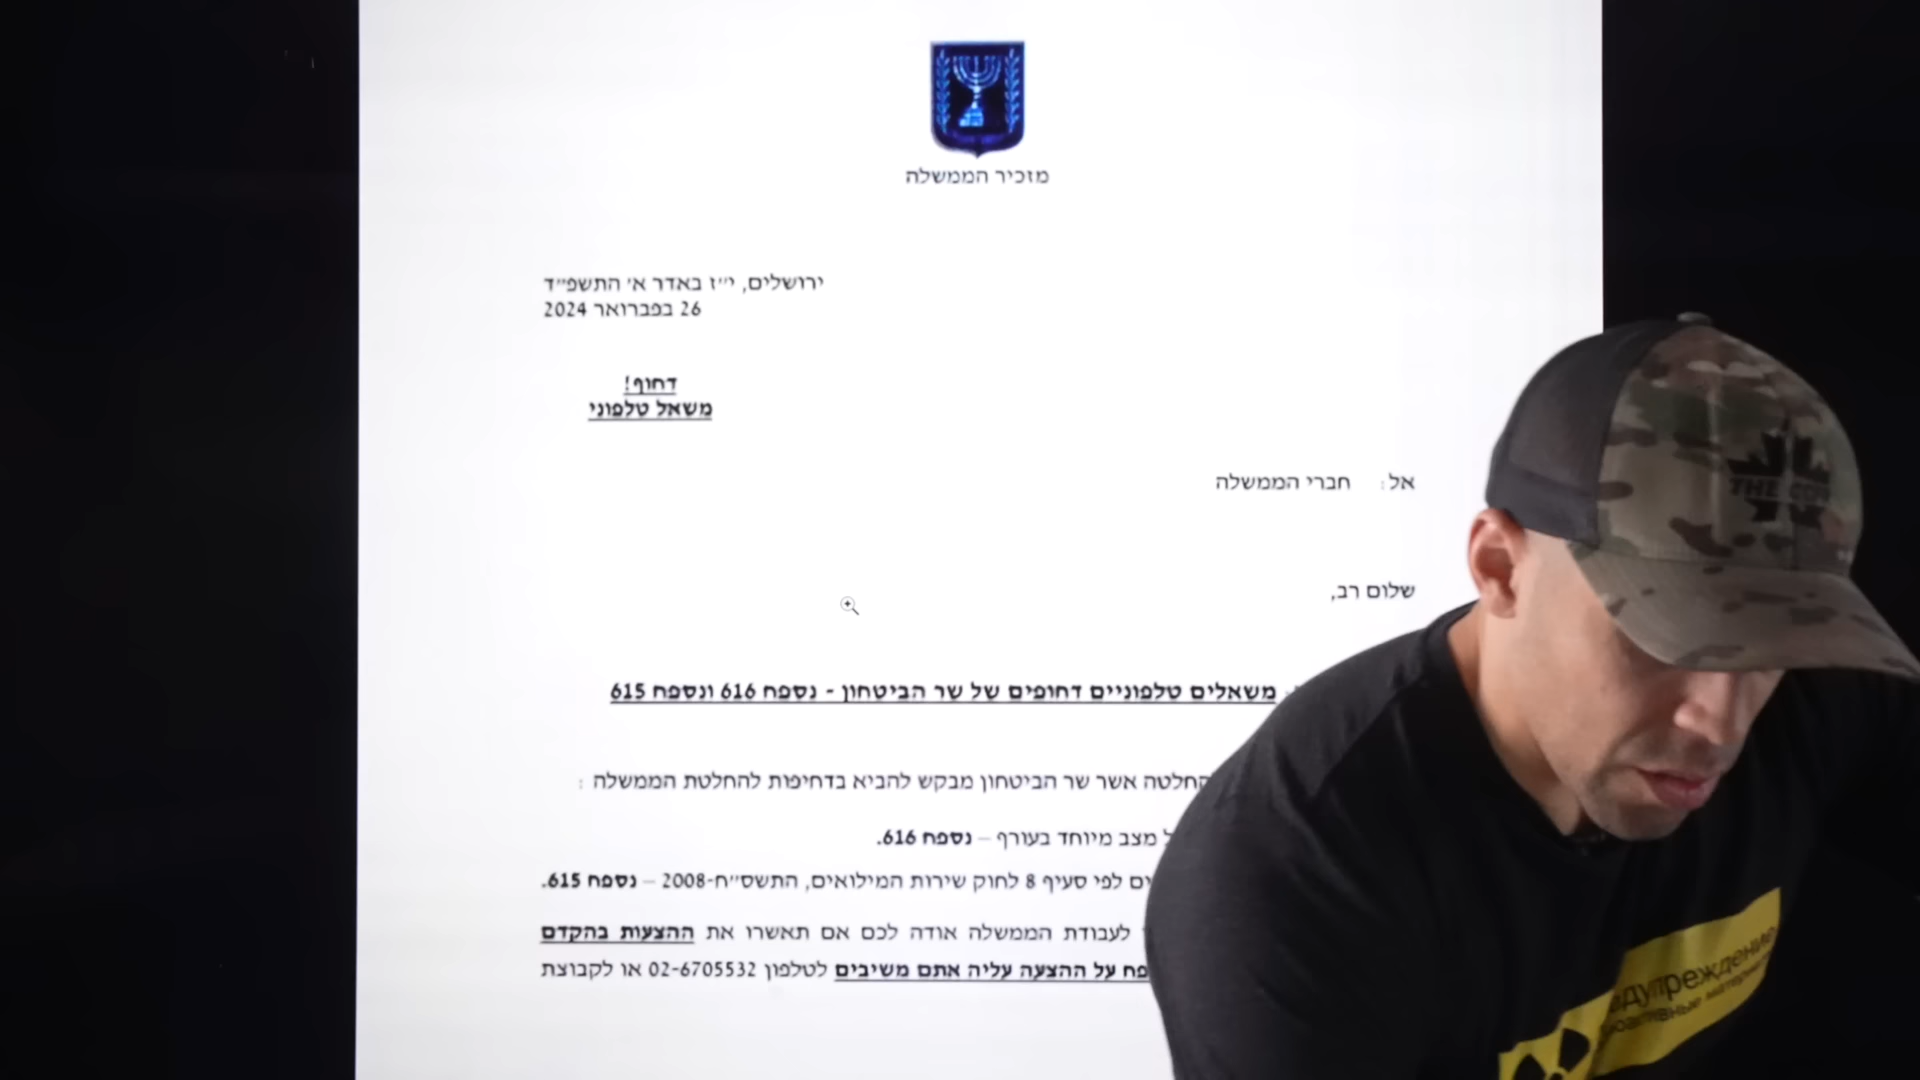 מזכיר הממשלה
ירושלים, י״ז באדר א׳ התשפ״ד
26 בפברואר 2024
דחוף!
משאל טלפוני
אל: חברי הממשלה
שלום רב,
משאלים טלפוניים דחופים של שר הביטחון - נספח 616 ונספח 615
החלטה אשר שר הביטחון מבקש להביא בדחיפות להחלטת הממשלה:
מצב מיוחד בעורף – נספח 616.
לפי סעיף 8 לחוק שירות המילואים, התשס״ח-2008 – נספח 615.
לעבודת הממשלה אודה לכם אם תאשרו את ההצעות בהקדם
על ההצעה עליה אתם משיבים לטלפון 02-6705532 או לקבוצת
THE